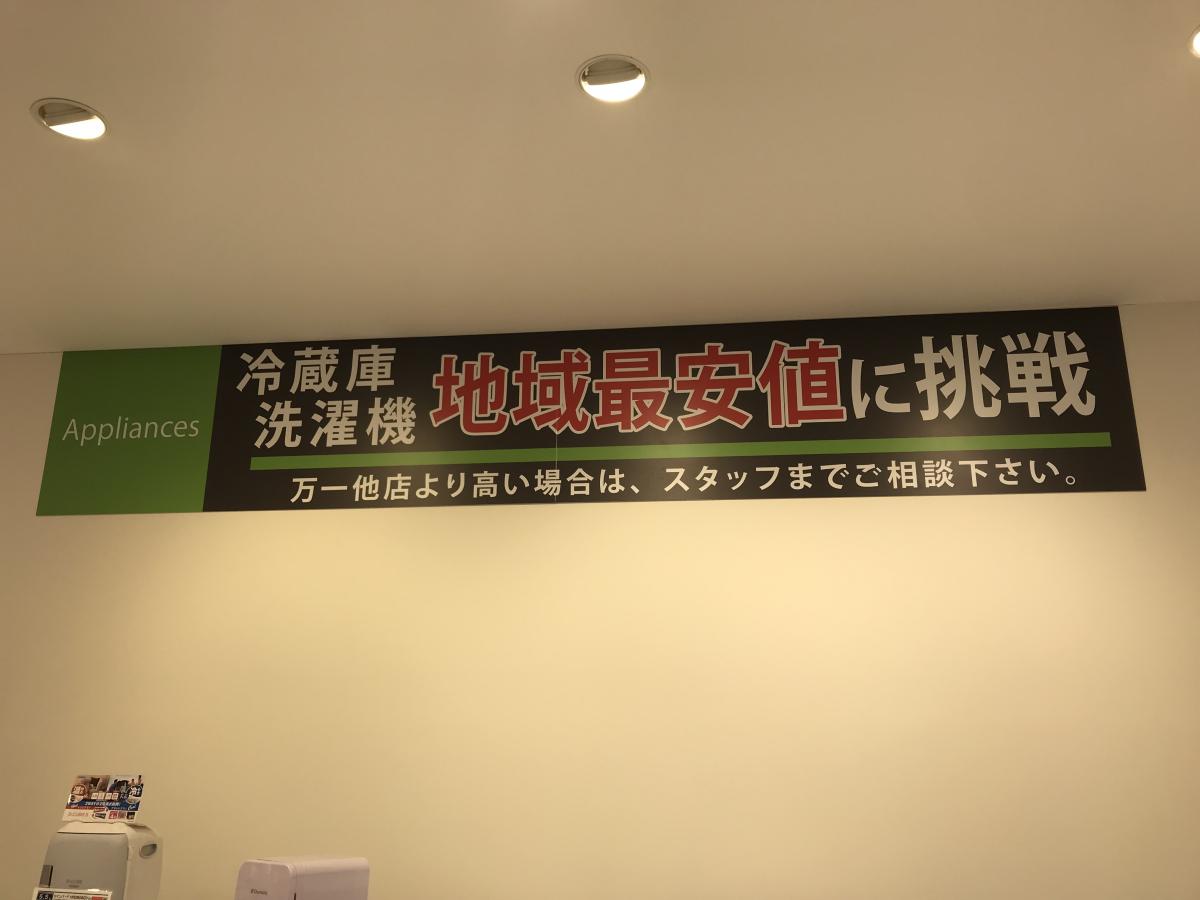 Appliances
冷蔵庫
洗濯機
地域最安値に挑戦
万一他店より高い場合は、スタッフまでご相談下さい。